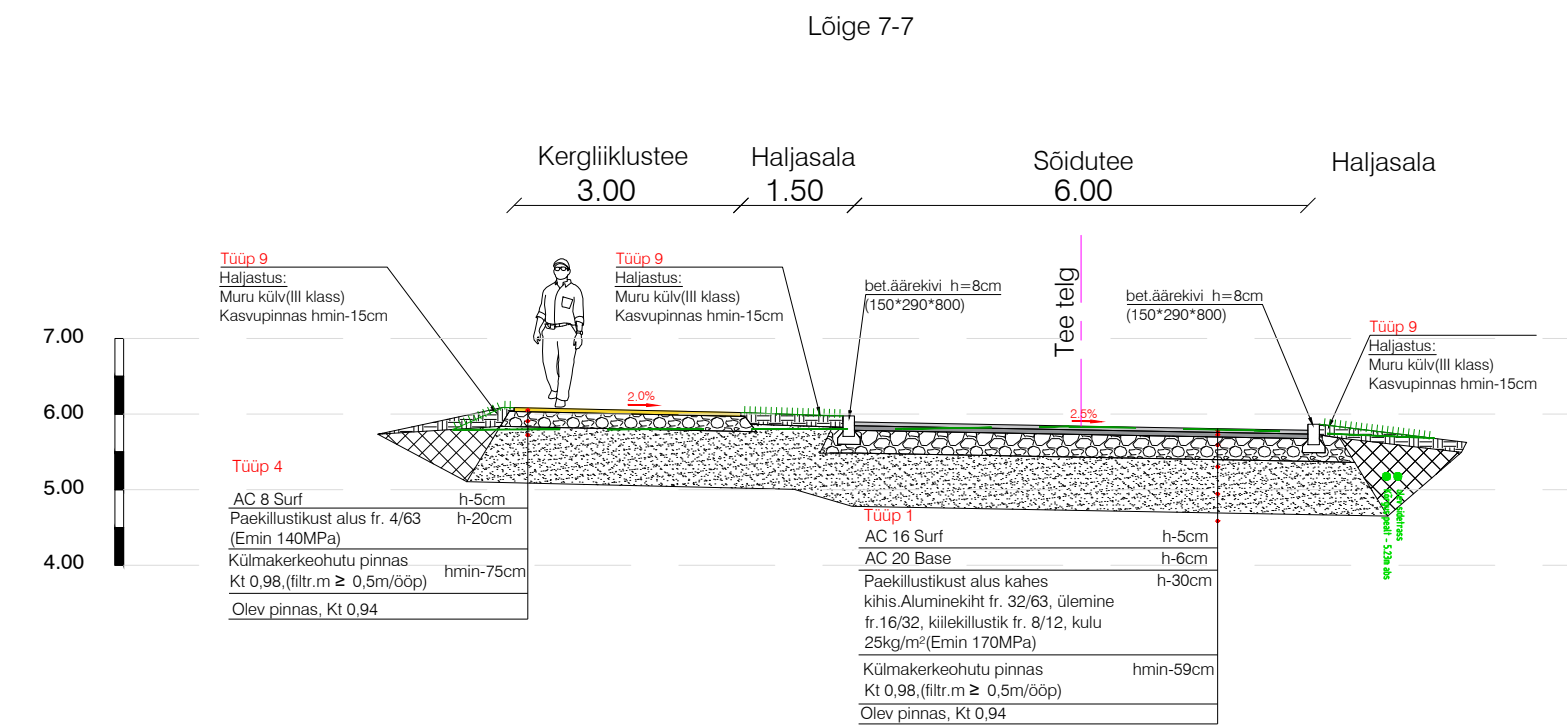 Lõige 7-7
Kergliiklustee
3.00
Haljasala
1.50
Sõidutee
6.00
Haljasala
Tüüp 9
Haljastus:
Muru külv(III klass)
Kasvupinnas hmin-15cm
Tüüp 9
Haljastus:
Muru külv(III klass)
Kasvupinnas hmin-15cm
bet.äärekivi h=8cm
(150*290*800)
Tee telg
bet.äärekivi h=8cm
(150*290*800)
Tüüp 9
Haljastus:
Muru külv(III klass)
Kasvupinnas hmin-15cm
7.00
6.00
5.00
4.00
2.0%
2.5%
Tüüp 4
AC 8 Surf h-5cm
Paekillustikust alus fr. 4/63 h-20cm
(Emin 140MPa)
Külmakerkeohutu pinnas
Kt 0,98,(filtr.m ≥ 0,5m/ööp) hmin-75cm
Olev pinnas, Kt 0,94
Tüüp 1
AC 16 Surf h-5cm
AC 20 Base h-6cm
Paekillustikust alus kahes h-30cm
kihis.Aluminekiht fr. 32/63, ülemine
fr.16/32, kiilekillustik fr. 8/12, kulu
25kg/m²(Emin 170MPa)
Külmakerkeohutu pinnas hmin-59cm
Kt 0,98,(filtr.m ≥ 0,5m/ööp)
Olev pinnas, Kt 0,94
- 5.23m abs